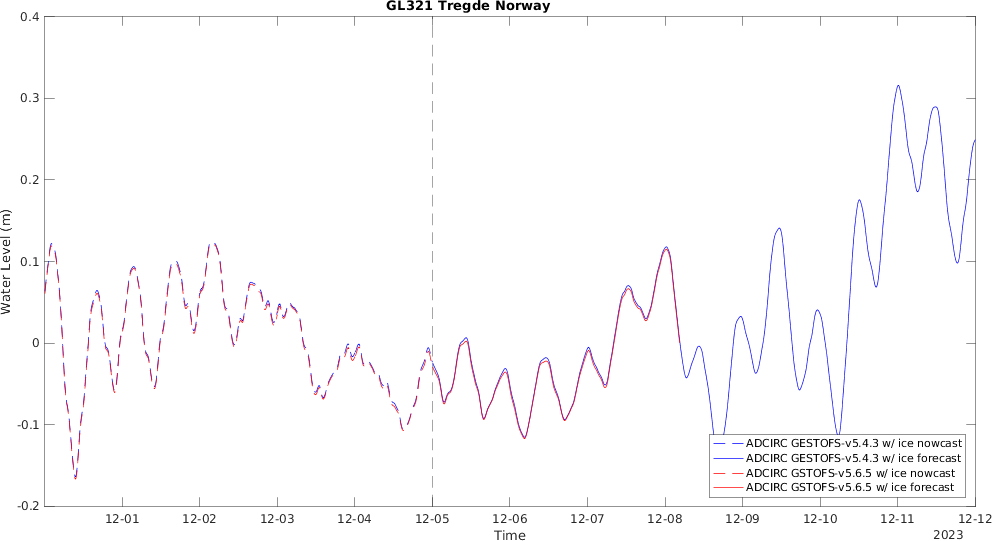 GL321 Tregde Norway
0.4
0.3
0.2
0.1
0
-0.1
-0.2
Water Level (m)
ADCIRC GESTOFS-v5.4.3 w/ ice nowcast
ADCIRC GESTOFS-v5.4.3 w/ ice forecast
ADCIRC GSTOFS-v5.6.5 w/ ice nowcast
ADCIRC GSTOFS-v5.6.5 w/ ice forecast
12-01 12-02 12-03 12-04 12-05 12-06 12-07 12-08 12-09 12-10 12-11 12-12
Time
2023